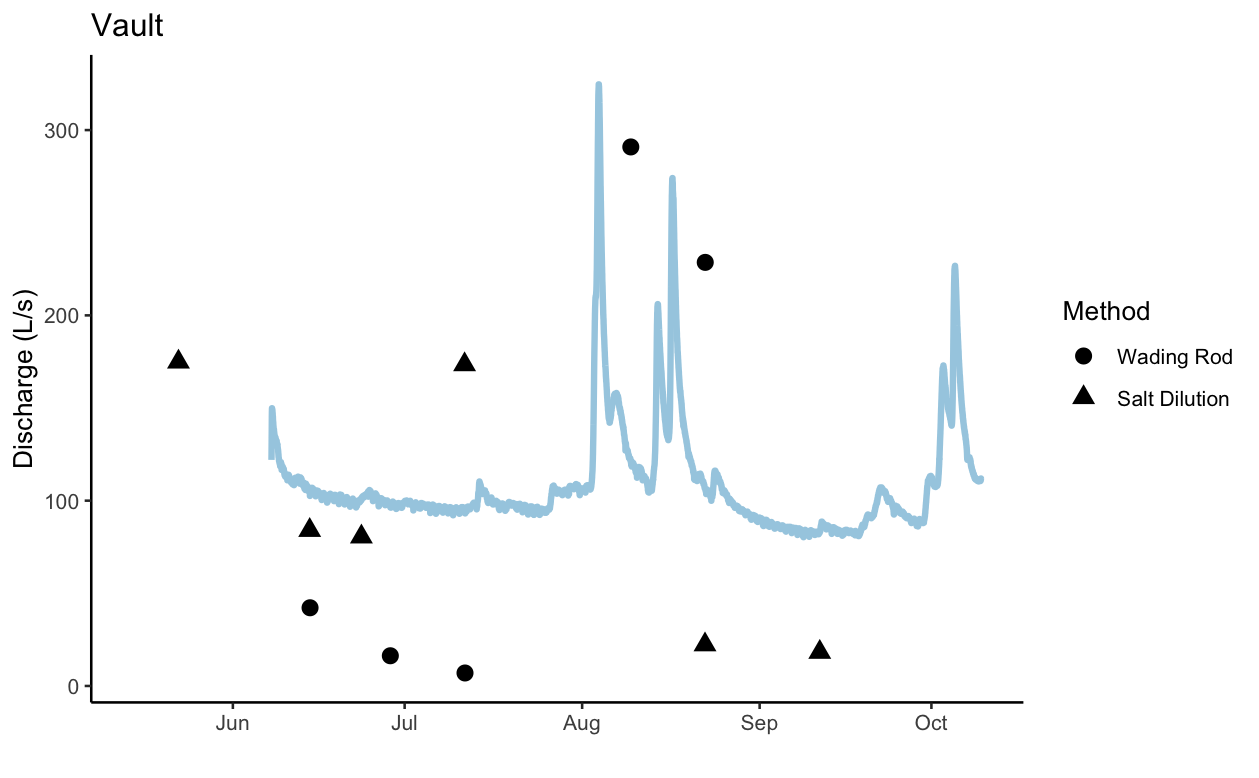 Vault
300
200
100
0
Discharge (L/s)
Jun Jul Aug Sep Oct
Method
Wading Rod
Salt Dilution